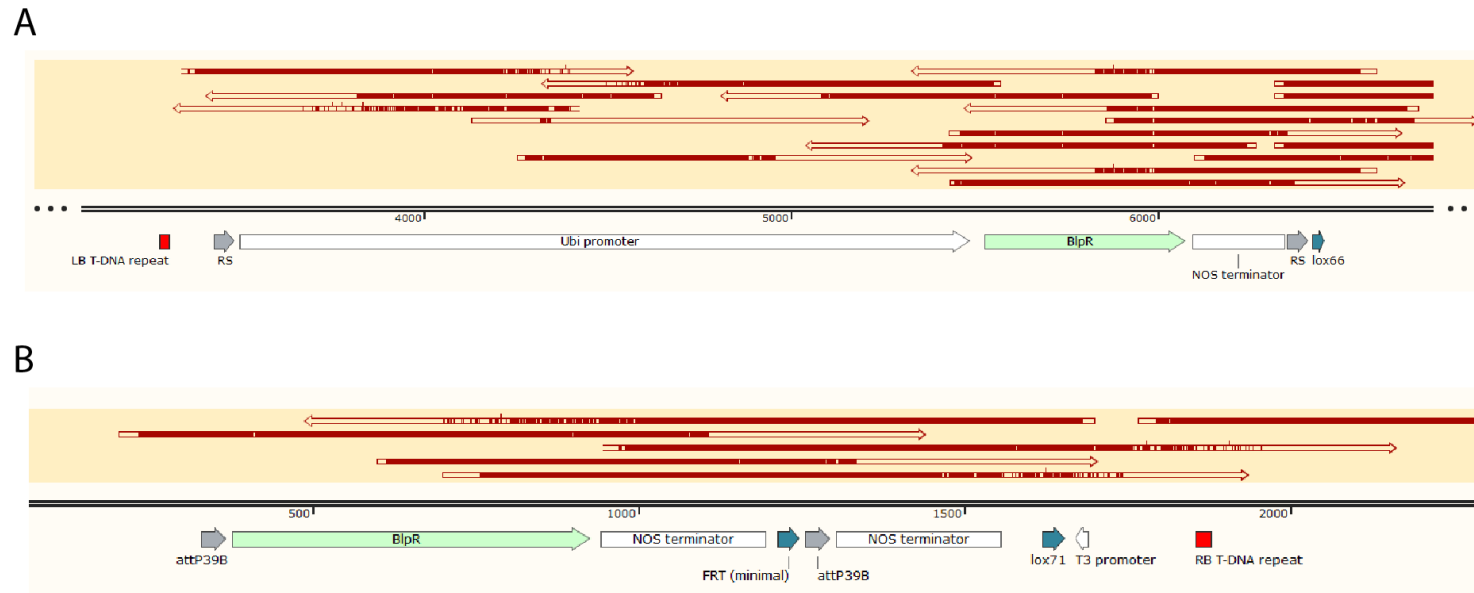 A
4000 5000 6000
Ubi promoter BlpR
LB T-DNA repeat RS RS lox66
NOS terminator
B
500 1000 1500 2000
BlpR NOS terminator NOS terminator
attP39B lox71 T3 promoter RB T-DNA repeat
FRT (minimal) attP39B